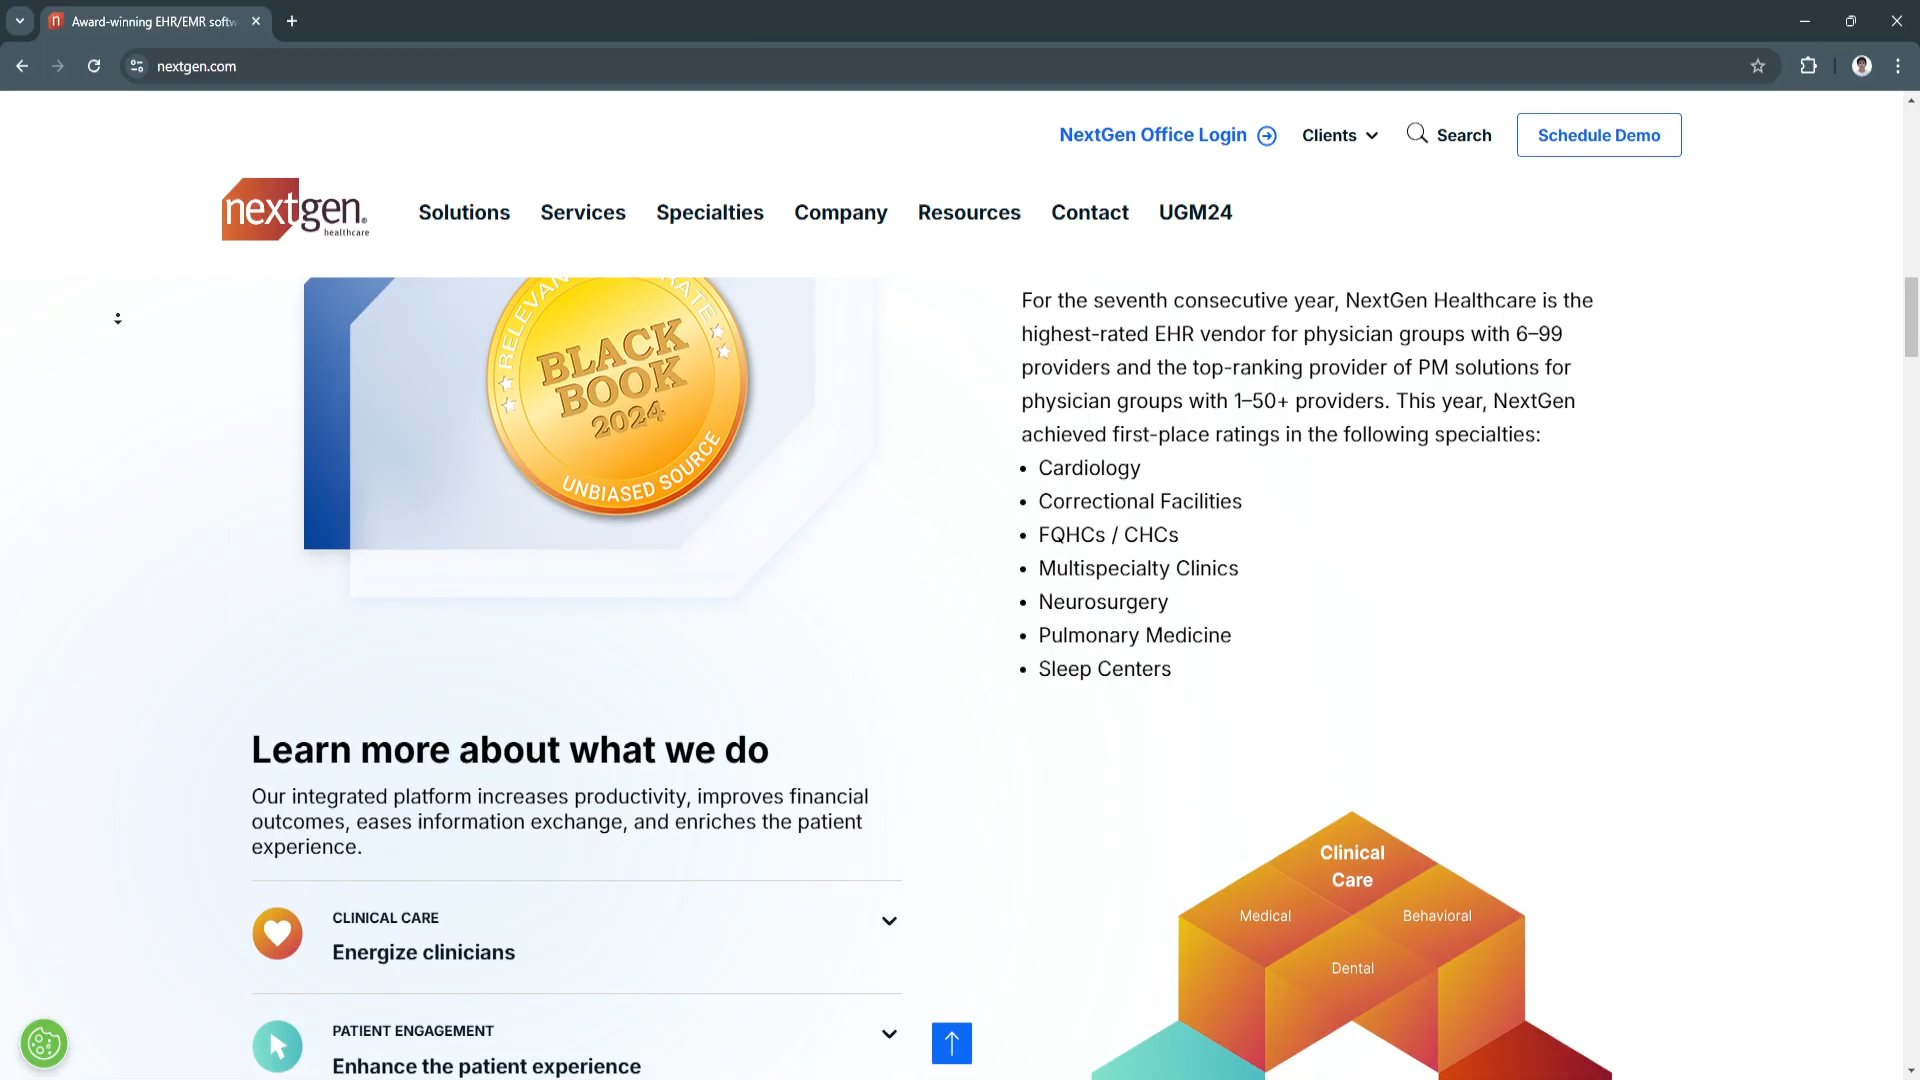 Award-winning EHR/EMR softw
nextgen.com
NextGen Office Login
Clients
Search
Schedule Demo
nextgen®
healthcare
Solutions
Services
Specialties
Company
Resources
Contact
UGM24
BLACK
BOOK
2024
UNBIASED SOURCE
For the seventh consecutive year, NextGen Healthcare is the
highest-rated EHR vendor for physician groups with 6–99
providers and the top-ranking provider of PM solutions for
physician groups with 1–50+ providers. This year, NextGen
achieved first-place ratings in the following specialties:
• Cardiology
• Correctional Facilities
• FQHCs / CHCs
• Multispecialty Clinics
• Neurosurgery
• Pulmonary Medicine
• Sleep Centers
Learn more about what we do
Our integrated platform increases productivity, improves financial
outcomes, eases information exchange, and enriches the patient
experience.
CLINICAL CARE
Energize clinicians
PATIENT ENGAGEMENT
Enhance the patient experience
Clinical
Care
Medical
Behavioral
Dental